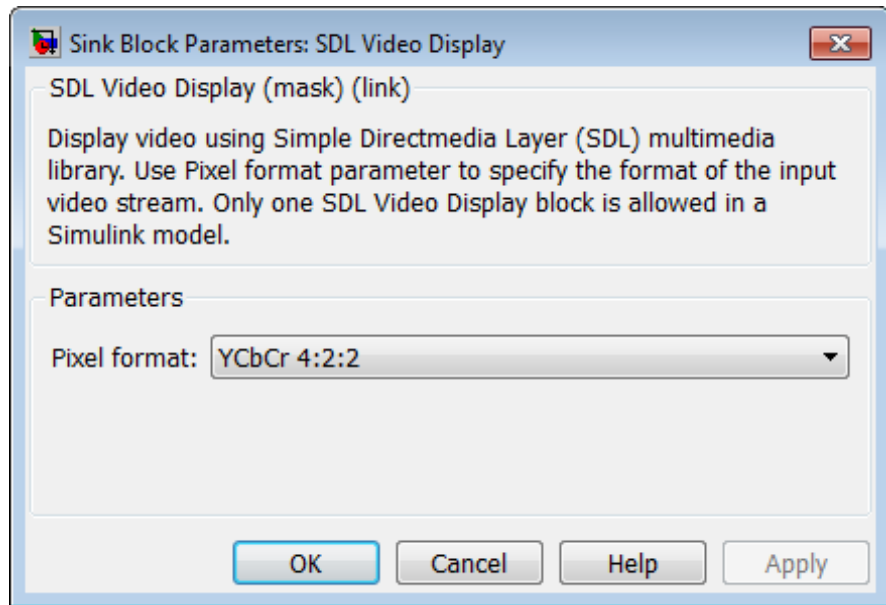 Sink Block Parameters: SDL Video Display
SDL Video Display (mask) (link)
Display video using Simple Directmedia Layer (SDL) multimedia
library. Use Pixel format parameter to specify the format of the input
video stream. Only one SDL Video Display block is allowed in a
Simulink model.
Parameters
Pixel format: YCbCr 4:2:2
OK Cancel Help Apply